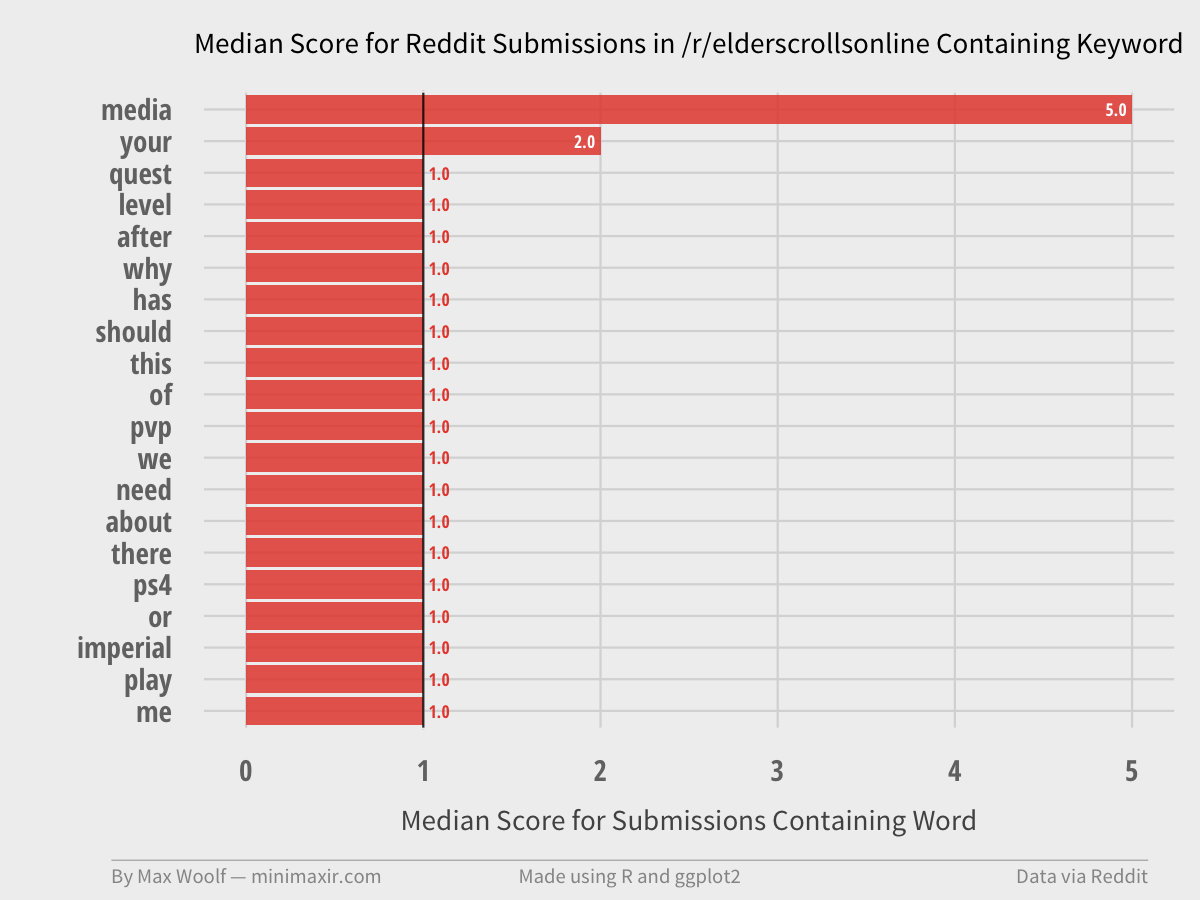 Median Score for Reddit Submissions in /r/elderscrollsonline Containing Keyword
media 5.0
your 2.0
quest 1.0
level 1.0
after 1.0
why 1.0
has 1.0
should 1.0
this 1.0
of 1.0
pvp 1.0
we 1.0
need 1.0
about 1.0
there 1.0
ps4 1.0
or 1.0
imperial 1.0
play 1.0
me 1.0
0 1 2 3 4 5
Median Score for Submissions Containing Word
By Max Woolf — minimaxir.com Made using R and ggplot2 Data via Reddit